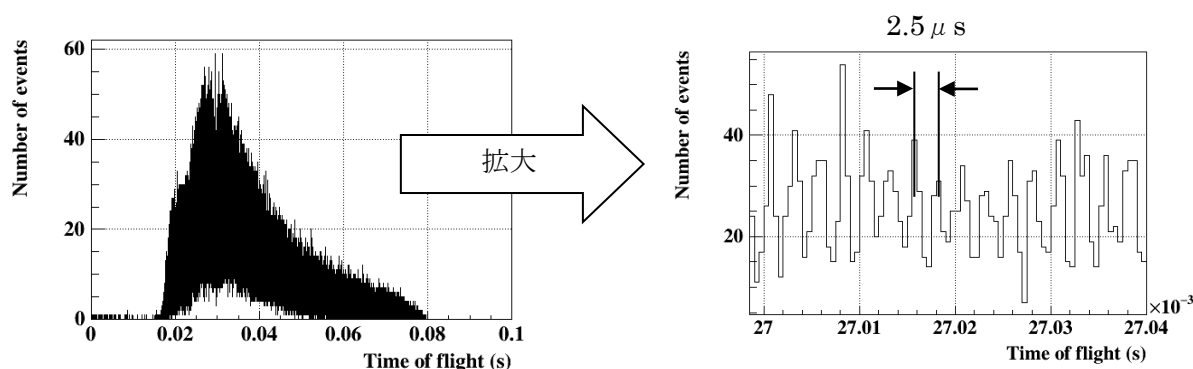 Number of events
60
40
20
0
0 0.02 0.04 0.06 0.08 0.1
Time of flight (s)
拡大
2.5 μ s
Number of events
40
20
×10⁻³
27 27.01 27.02 27.03 27.04
Time of flight (s)